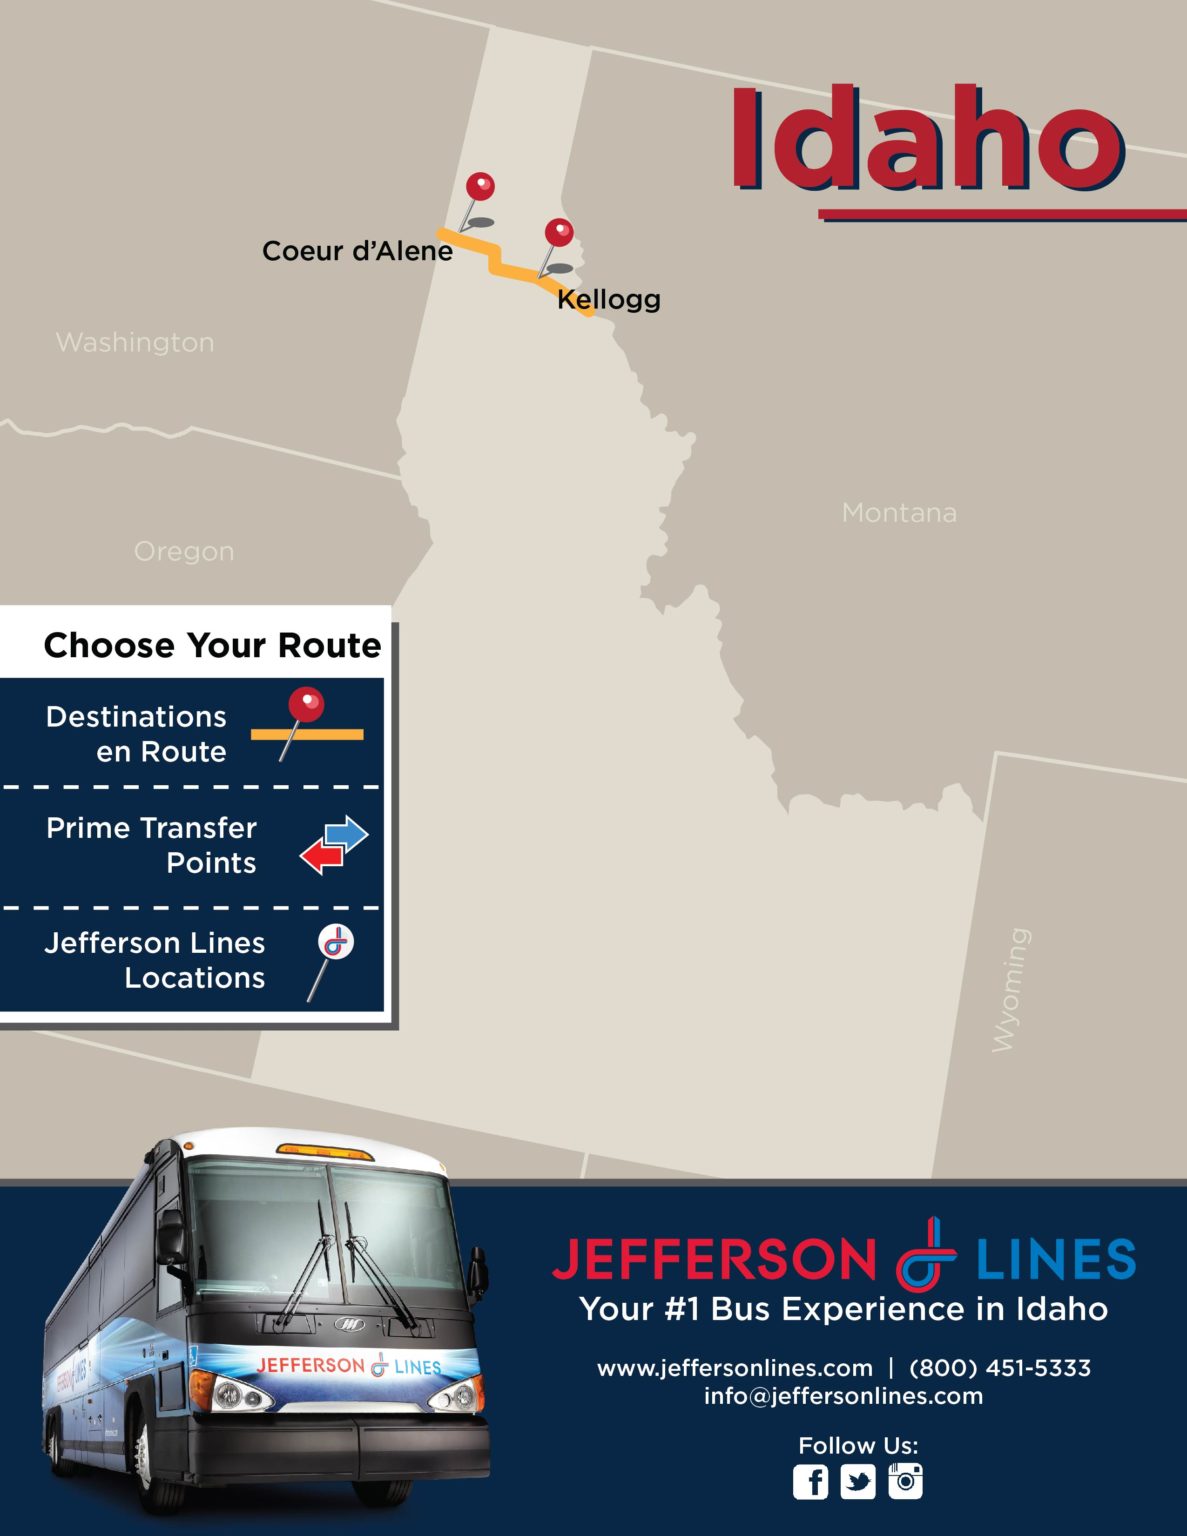 Idaho
Coeur d'Alene
Kellogg
Washington
Montana
Oregon
Wyoming
Choose Your Route
Destinations
en Route
Prime Transfer
Points
Jefferson Lines
Locations
JEFFERSON LINES
JEFFERSON LINES
JEFFERSON LINES
Your #1 Bus Experience in Idaho
www.jeffersonlines.com | (800) 451-5333
info@jeffersonlines.com
Follow Us: